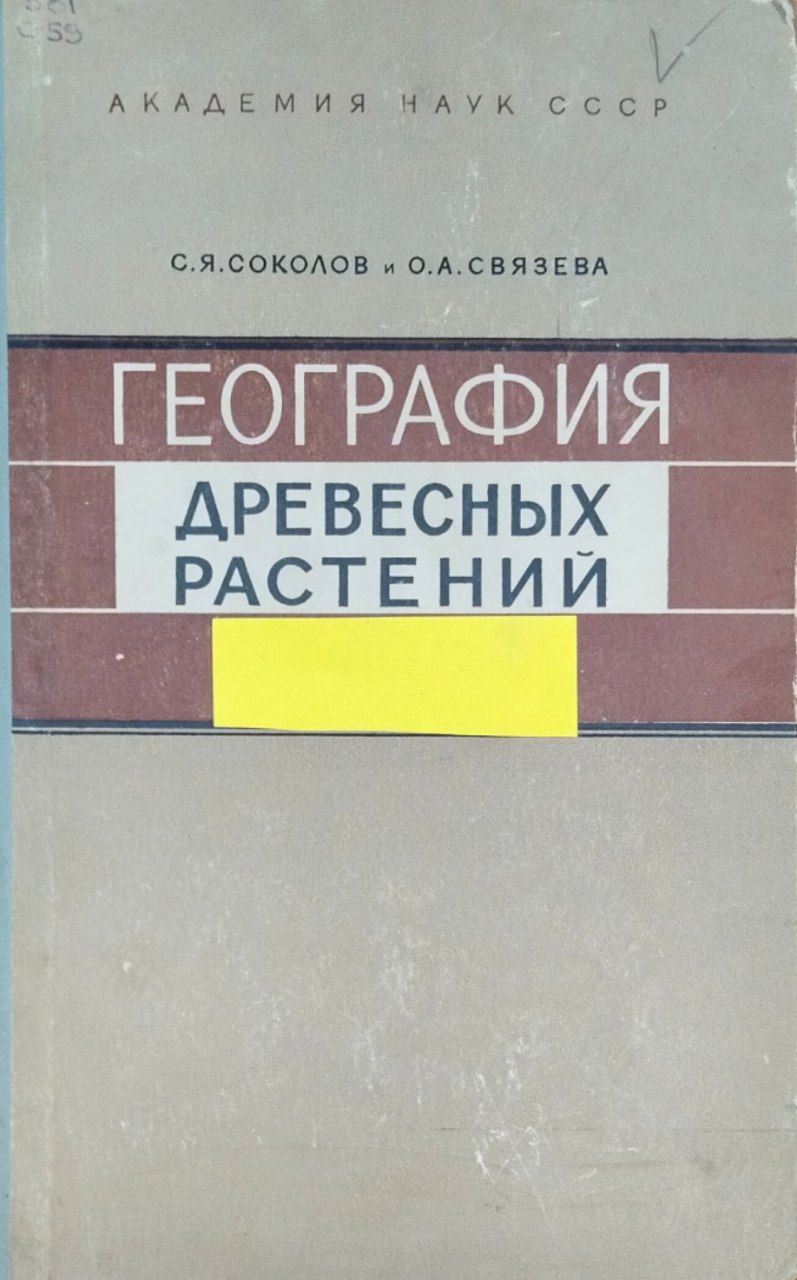 АКАДЕМИЯ НАУК СССР
С.Я.СОКОЛОВ и О.А.СВЯЗЕВА
ГЕОГРАФИЯ
ДРЕВЕСНЫХ
РАСТЕНИЙ